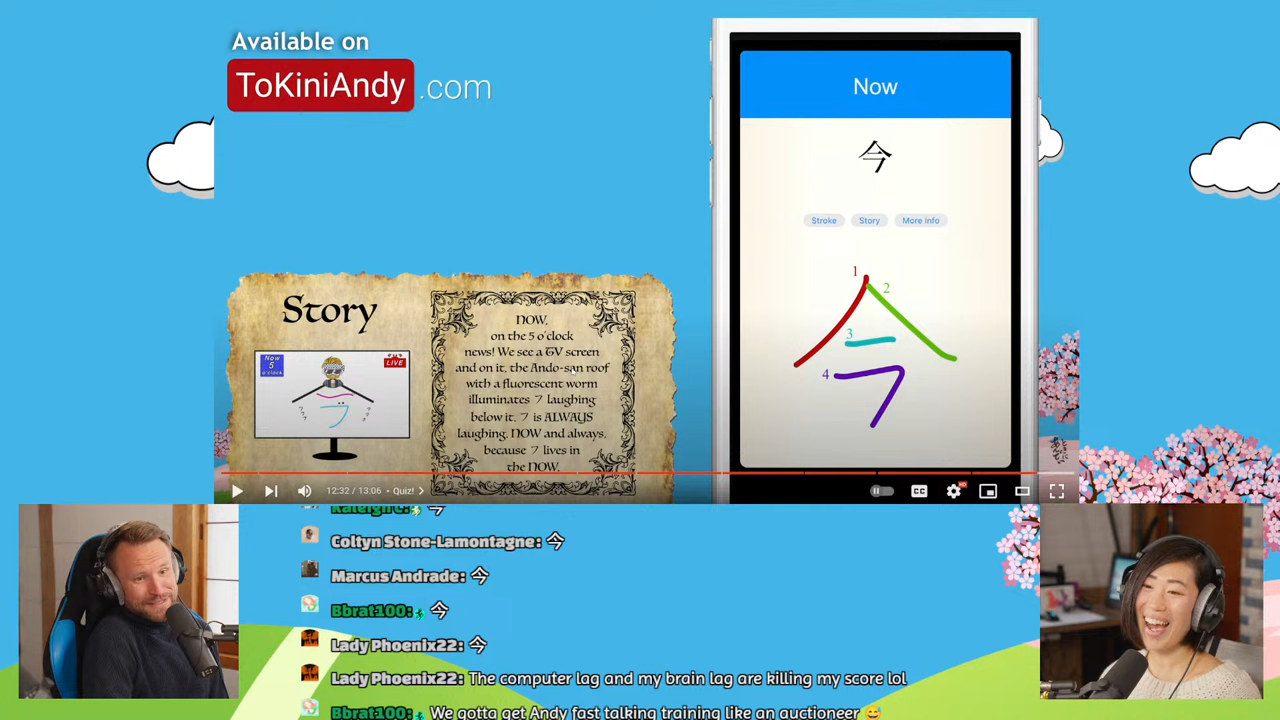 Available on
ToKiniAndy.com
Now
今
Stroke Story More Info
1
2
3
4
Story
Now
5
o'clock
LIVE
フ
NOW,
on the 5 o'clock
news! We see a TV screen
and on it, the Ando-san roof
with a fluorescent worm
illuminates フ laughing
below it. フ is ALWAYS
laughing. NOW and always,
because フ lives in
the NOW.
12:32 / 13:06 • Quiz!
CC
HD
Raleigh C: 今
Coltyn Stone-Lamontagne: 今
Marcus Andrade: 今
Bbrat100: 今
Lady Phoenix22: 今
Lady Phoenix22: The computer lag and my brain lag are killing my score lol
Bbrat100: We gotta get Andy fast talking training like an auctioneer 😅